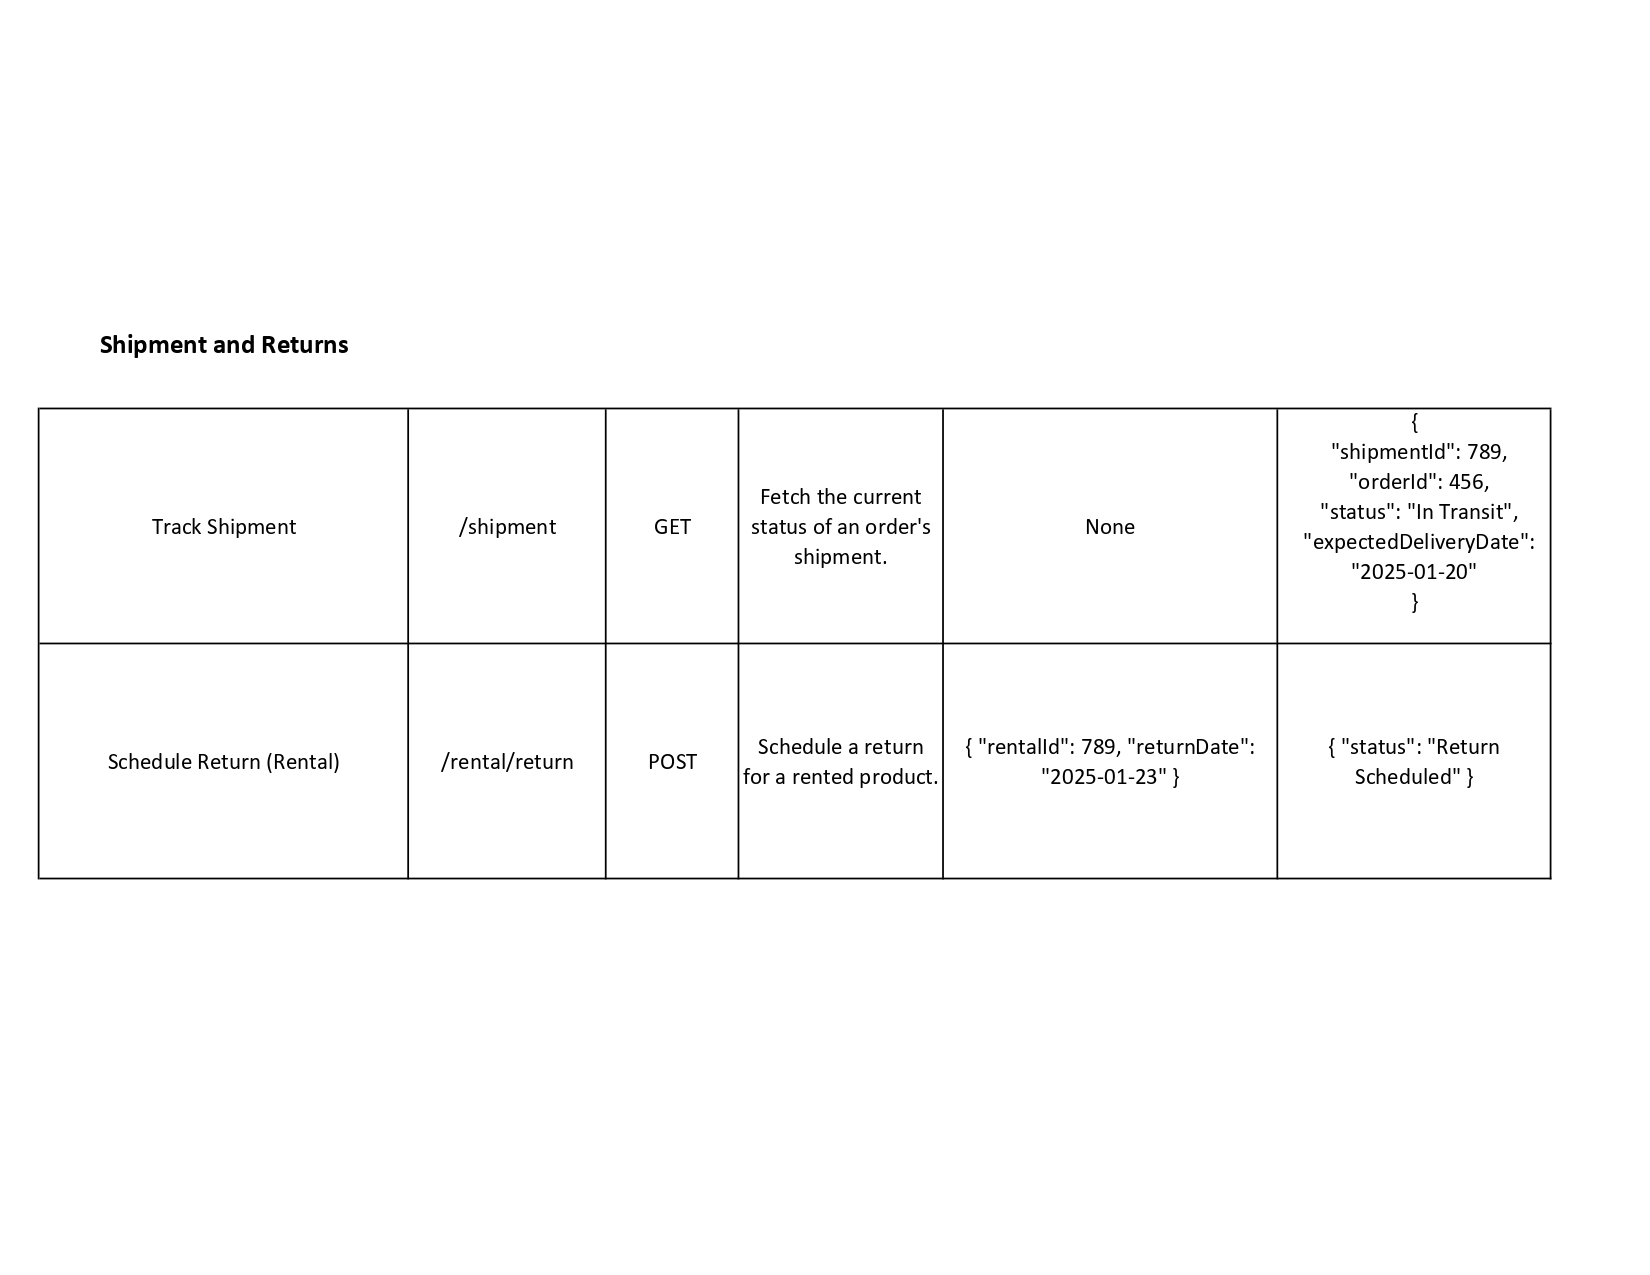 Shipment and Returns
Track Shipment
/shipment
GET
Fetch the current
status of an order's
shipment.
None
{
"shipmentId": 789,
"orderId": 456,
"status": "In Transit",
"expectedDeliveryDate":
"2025-01-20"
}
Schedule Return (Rental)
/rental/return
POST
Schedule a return
for a rented product.
{ "rentalId": 789, "returnDate":
"2025-01-23" }
{ "status": "Return
Scheduled" }